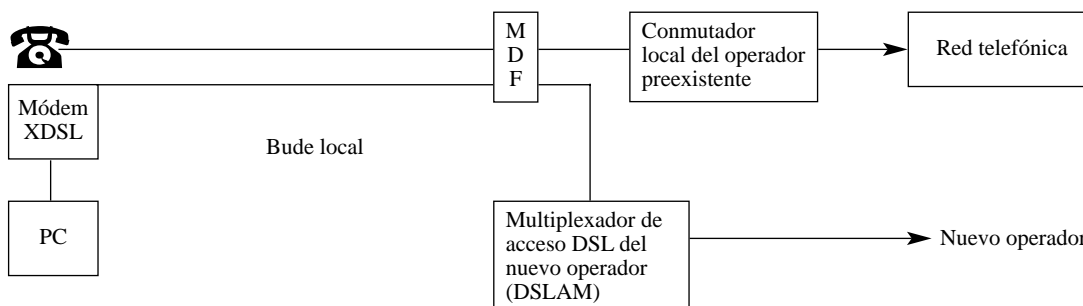 M
D
F
Conmutador
local del operador
preexistente
Red telefónica
Módem
XDSL
Bude local
PC
Multiplexador de
acceso DSL del
nuevo operador
(DSLAM)
Nuevo operador